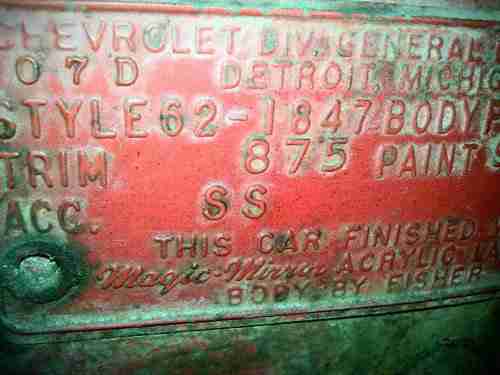 CHEVROLET DIV. GENERAL
07D DETROIT, MICHIG
STYLE 62-1847 BODY
TRIM 875 PAINT
ACC. SS
THIS CAR FINISHED
Magic-Mirror ACRYLIC LA
BODY BY FISHER